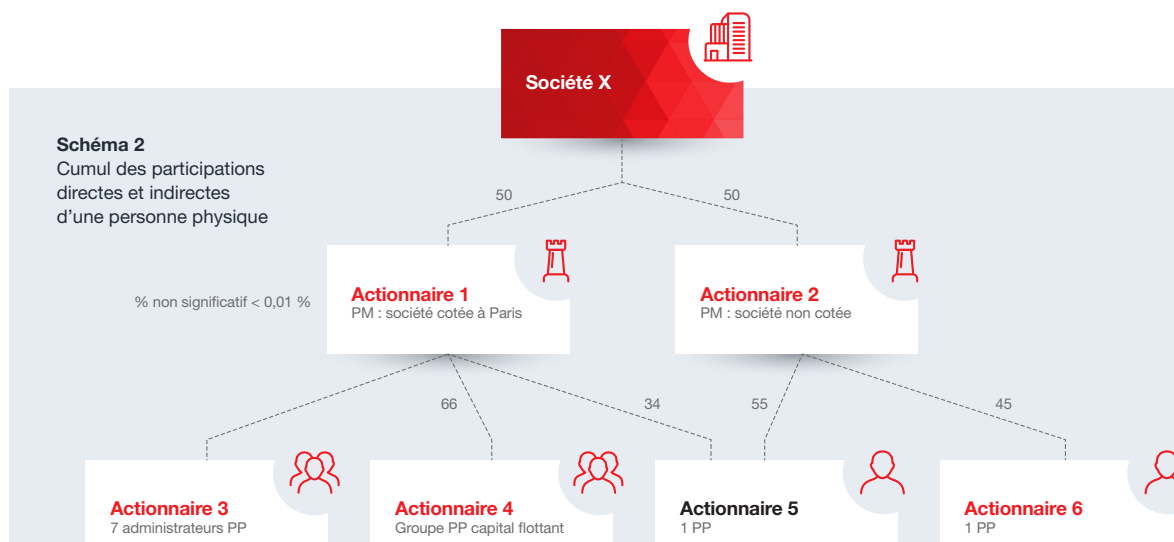 Société X
Schéma 2
Cumul des participations
directes et indirectes
d’une personne physique
50
50
% non significatif < 0,01 %
Actionnaire 1
PM : société cotée à Paris
Actionnaire 2
PM : société non cotée
66
34
55
45
Actionnaire 3
7 administrateurs PP
Actionnaire 4
Groupe PP capital flottant
Actionnaire 5
1 PP
Actionnaire 6
1 PP